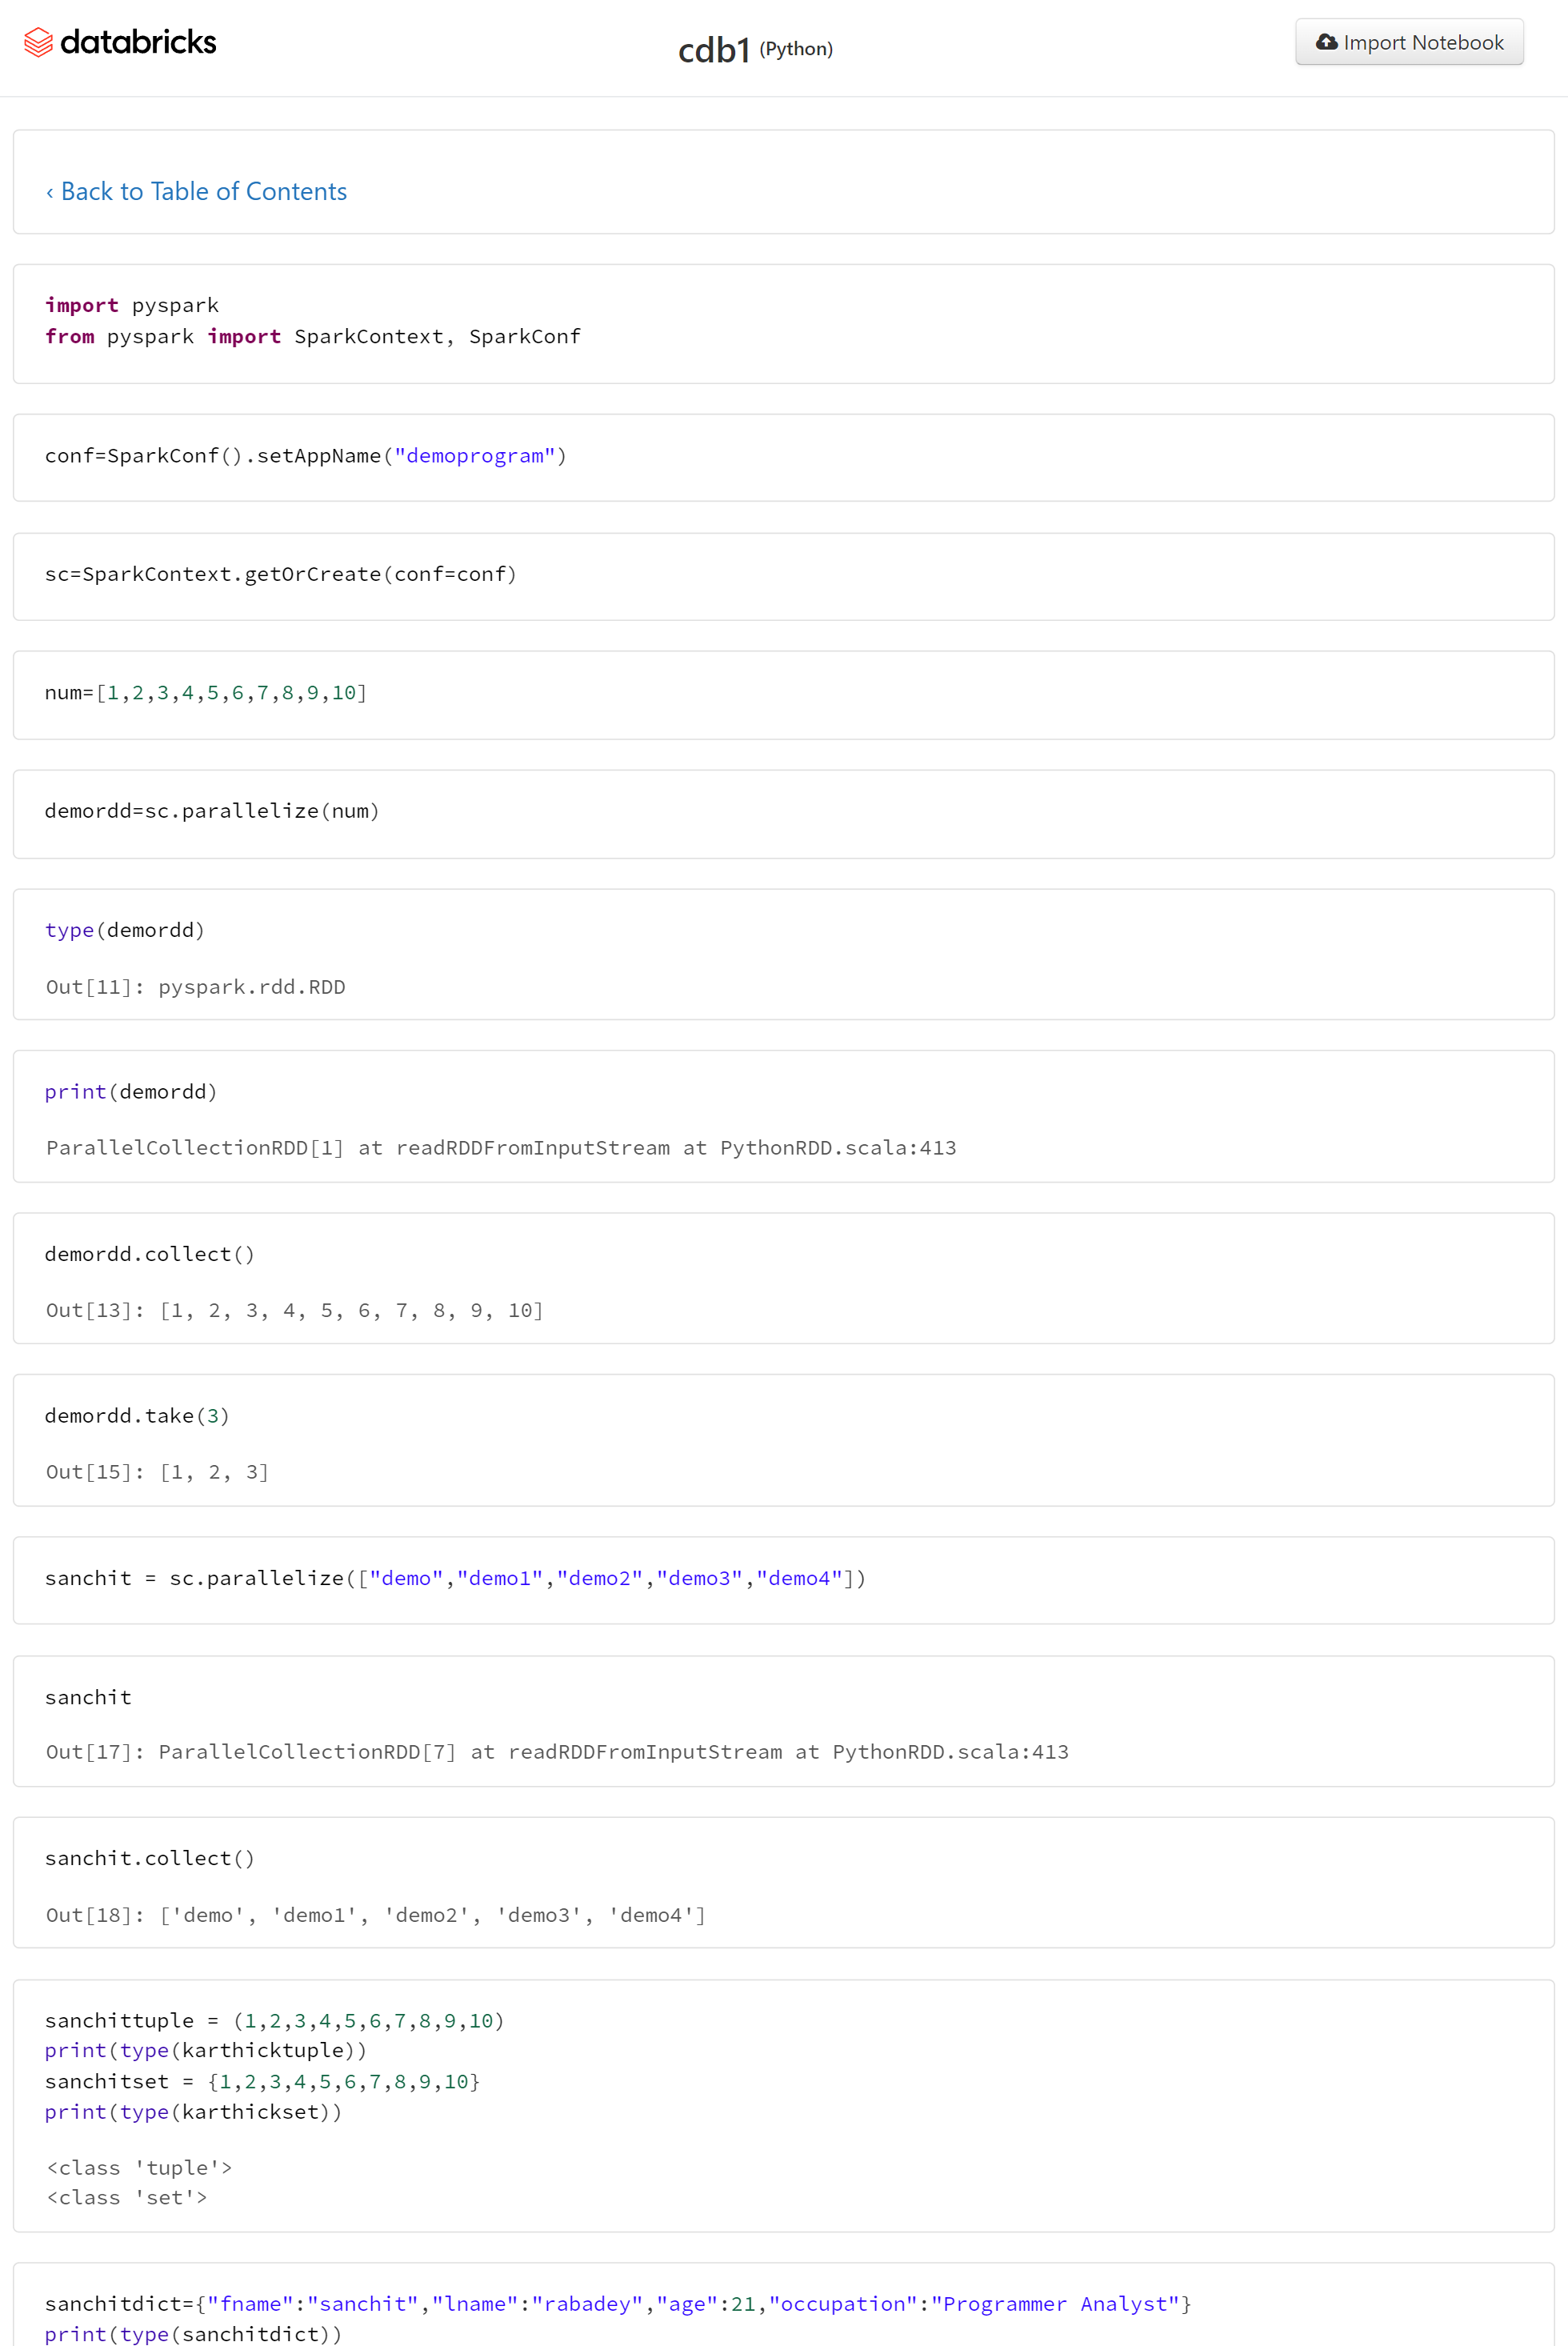 databricks
cdb1 (Python)
Import Notebook
‹ Back to Table of Contents
import pyspark
from pyspark import SparkContext, SparkConf
conf=SparkConf().setAppName("demoprogram")
sc=SparkContext.getOrCreate(conf=conf)
num=[1,2,3,4,5,6,7,8,9,10]
demordd=sc.parallelize(num)
type(demordd)
Out[11]: pyspark.rdd.RDD
print(demordd)
ParallelCollectionRDD[1] at readRDDFromInputStream at PythonRDD.scala:413
demordd.collect()
Out[13]: [1, 2, 3, 4, 5, 6, 7, 8, 9, 10]
demordd.take(3)
Out[15]: [1, 2, 3]
sanchit = sc.parallelize(["demo","demo1","demo2","demo3","demo4"])
sanchit
Out[17]: ParallelCollectionRDD[7] at readRDDFromInputStream at PythonRDD.scala:413
sanchit.collect()
Out[18]: ['demo', 'demo1', 'demo2', 'demo3', 'demo4']
sanchittuple = (1,2,3,4,5,6,7,8,9,10)
print(type(karthicktuple))
sanchitset = {1,2,3,4,5,6,7,8,9,10}
print(type(karthickset))
<class 'tuple'>
<class 'set'>
sanchitdict={"fname":"sanchit","lname":"rabadey","age":21,"occupation":"Programmer Analyst"}
print(type(sanchitdict))